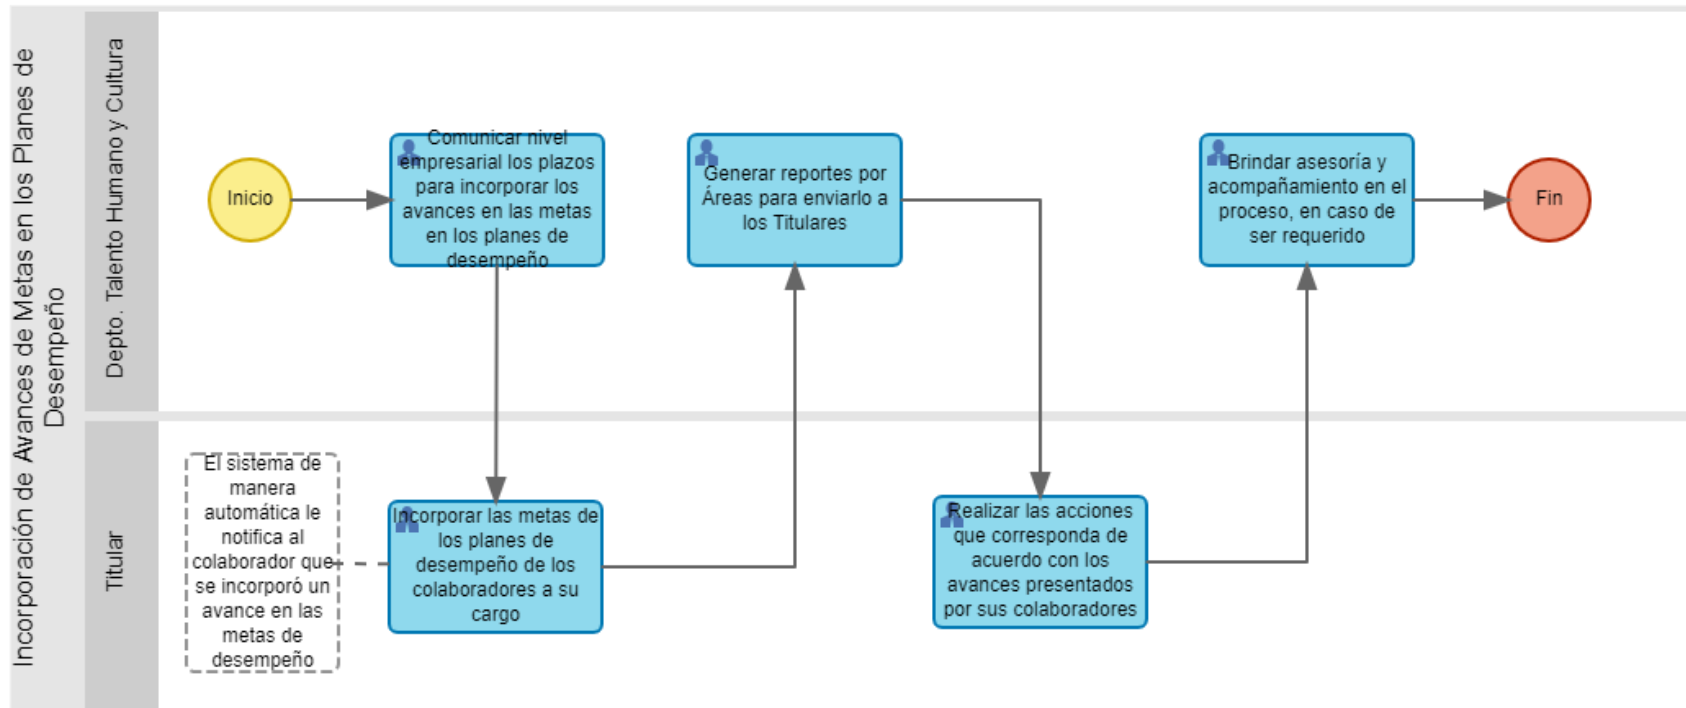 Incorporación de Avances de Metas en los Planes de
Desempeño
Depto. Talento Humano y Cultura
Inicio
Comunicar nivel
empresarial los plazos
para incorporar los
avances en las metas
en los planes de
desempeño
Generar reportes por
Áreas para enviarlo a
los Titulares
Brindar asesoría y
acompañamiento en el
proceso, en caso de
ser requerido
Fin
Titular
El sistema de
manera
automática le
notifica al
colaborador que
se incorporó un
avance en las
metas de
desempeño
Incorporar las metas de
los planes de
desempeño de los
colaboradores a su
cargo
Realizar las acciones
que corresponda de
acuerdo con los
avances presentados
por sus colaboradores